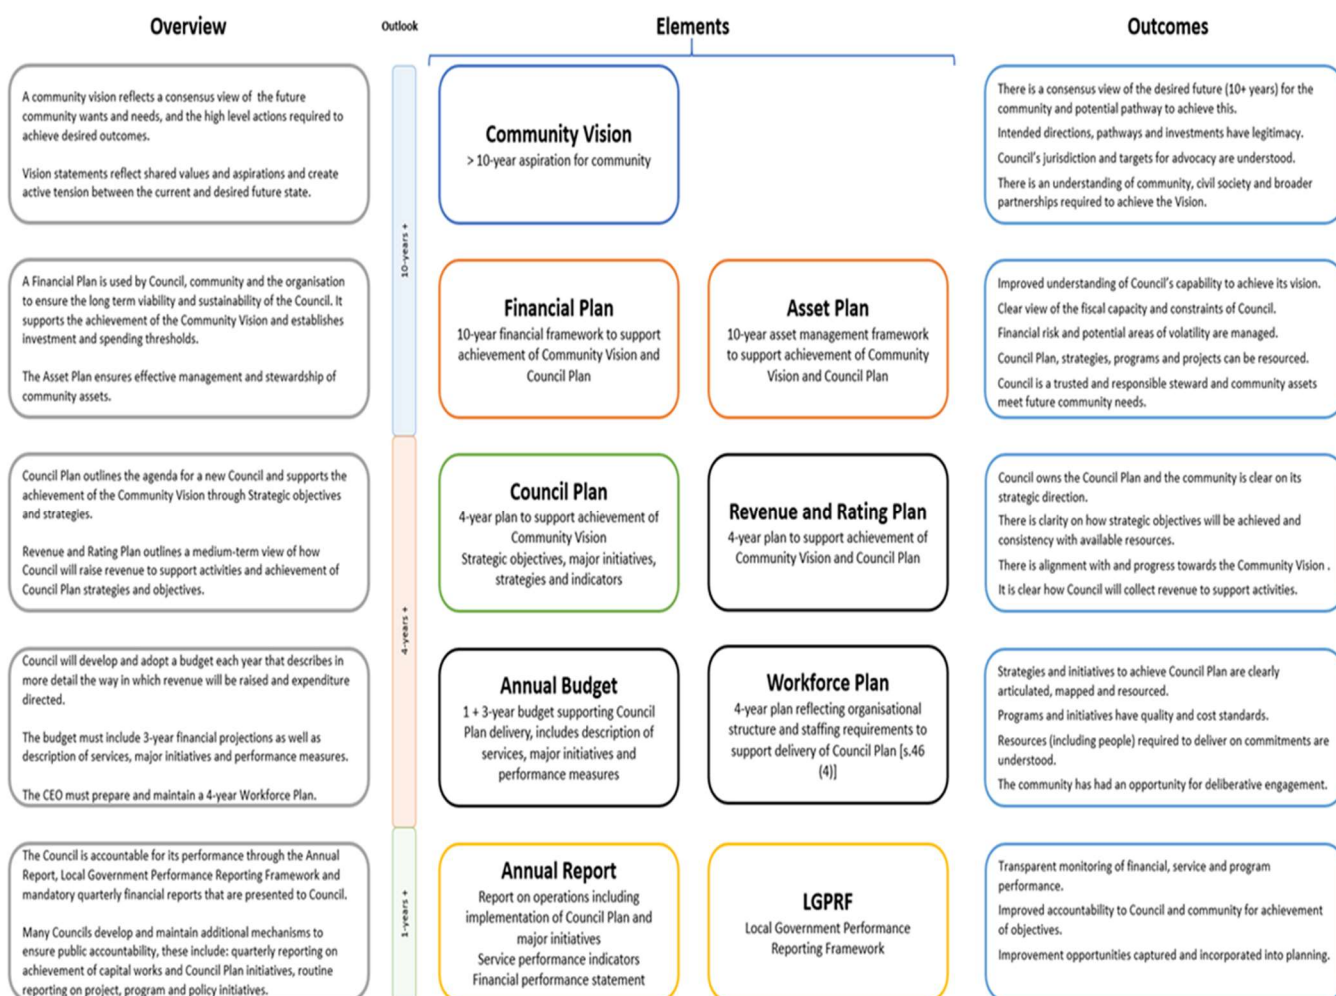 Overview
Outlook
Elements
Outcomes
A community vision reflects a consensus view of the future
community wants and needs, and the high level actions required to
achieve desired outcomes.
Vision statements reflect shared values and aspirations and create
active tension between the current and desired future state.
10-years +
Community Vision
> 10-year aspiration for community
There is a consensus view of the desired future (10+ years) for the
community and potential pathway to achieve this.
Intended directions, pathways and investments have legitimacy.
Council's jurisdiction and targets for advocacy are understood.
There is an understanding of community, civil society and broader
partnerships required to achieve the Vision.
A Financial Plan is used by Council, community and the organisation
to ensure the long term viability and sustainability of the Council. It
supports the achievement of the Community Vision and establishes
investment and spending thresholds.
The Asset Plan ensures effective management and stewardship of
community assets.
Financial Plan
10-year financial framework to support
achievement of Community Vision and
Council Plan
Asset Plan
10-year asset management framework
to support achievement of Community
Vision and Council Plan
Improved understanding of Council's capability to achieve its vision.
Clear view of the fiscal capacity and constraints of Council.
Financial risk and potential areas of volatility are managed.
Council Plan, strategies, programs and projects can be resourced.
Council is a trusted and responsible steward and community assets
meet future community needs.
Council Plan outlines the agenda for a new Council and supports the
achievement of the Community Vision through Strategic objectives
and strategies.
Revenue and Rating Plan outlines a medium-term view of how
Council will raise revenue to support activities and achievement of
Council Plan strategies and objectives.
4-years +
Council Plan
4-year plan to support achievement of
Community Vision
Strategic objectives, major initiatives,
strategies and indicators
Revenue and Rating Plan
4-year plan to support achievement of
Community Vision and Council Plan
Council owns the Council Plan and the community is clear on its
strategic direction.
There is clarity on how strategic objectives will be achieved and
consistency with available resources.
There is alignment with and progress towards the Community Vision .
It is clear how Council will collect revenue to support activities.
Council will develop and adopt a budget each year that describes in
more detail the way in which revenue will be raised and expenditure
directed.
The budget must include 3-year financial projections as well as
description of services, major initiatives and performance measures.
The CEO must prepare and maintain a 4-year Workforce Plan.
Annual Budget
1 + 3-year budget supporting Council
Plan delivery, includes description of
services, major initiatives and
performance measures
Workforce Plan
4-year plan reflecting organisational
structure and staffing requirements to
support delivery of Council Plan [s.46
(4)]
Strategies and initiatives to achieve Council Plan are clearly
articulated, mapped and resourced.
Programs and initiatives have quality and cost standards.
Resources (including people) required to deliver on commitments are
understood.
The community has had an opportunity for deliberative engagement.
The Council is accountable for its performance through the Annual
Report, Local Government Performance Reporting Framework and
mandatory quarterly financial reports that are presented to Council.
Many Councils develop and maintain additional mechanisms to
ensure public accountability, these include: quarterly reporting on
achievement of capital works and Council Plan initiatives, routine
reporting on project, program and policy initiatives.
1-years +
Annual Report
Report on operations including
implementation of Council Plan and
major initiatives
Service performance indicators
Financial performance statement
LGPRF
Local Government Performance
Reporting Framework
Transparent monitoring of financial, service and program
performance.
Improved accountability to Council and community for achievement
of objectives.
Improvement opportunities captured and incorporated into planning.